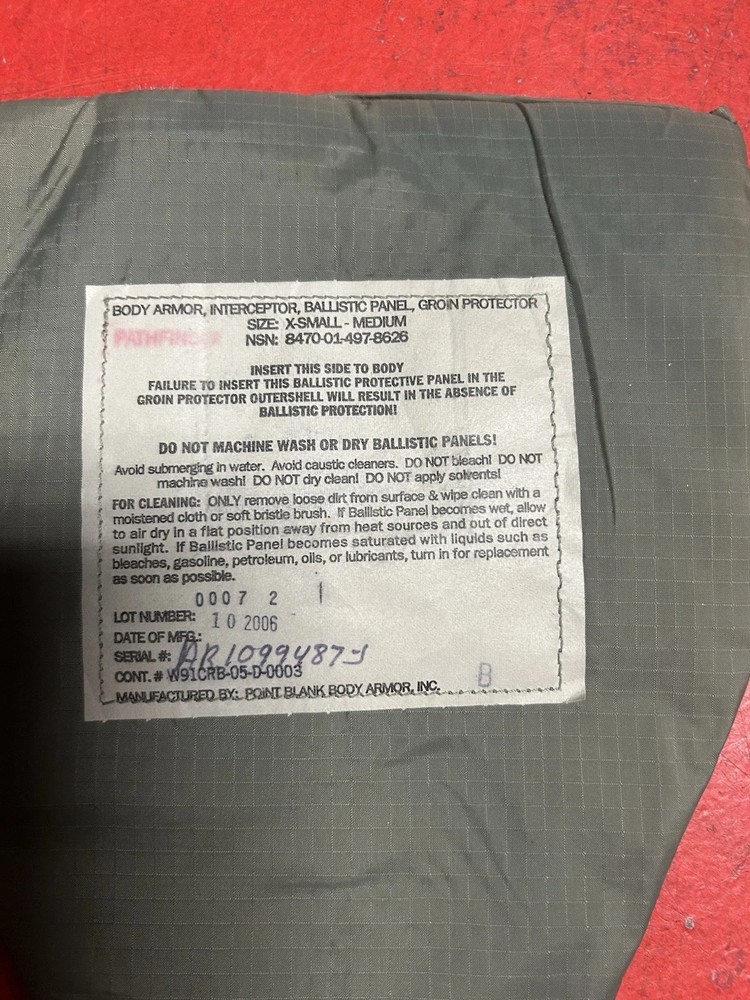 BODY ARMOR, INTERCEPTOR, BALLISTIC PANEL, GROIN PROTECTOR
SIZE: X-SMALL - MEDIUM
PATHFINDER
NSN: 8470-01-497-8626
INSERT THIS SIDE TO BODY
FAILURE TO INSERT THIS BALLISTIC PROTECTIVE PANEL IN THE
GROIN PROTECTOR OUTERSHELL WILL RESULT IN THE ABSENCE OF
BALLISTIC PROTECTION!
DO NOT MACHINE WASH OR DRY BALLISTIC PANELS!
Avoid submerging in water. Avoid caustic cleaners. DO NOT bleach! DO NOT
machine wash! DO NOT dry clean! DO NOT apply solvents!
FOR CLEANING: ONLY remove loose dirt from surface & wipe clean with a
moistened cloth or soft bristle brush. If Ballistic Panel becomes wet, allow
to air dry in a flat position away from heat sources and out of direct
sunlight. If Ballistic Panel becomes saturated with liquids such as
bleaches, gasoline, petroleum, oils, or lubricants, turn in for replacement
as soon as possible.
0007 2 1
LOT NUMBER: 10 2006
DATE OF MFG.:
SERIAL #: AR1099487-J
CONT. # W91CRB-05-D-0003
MANUFACTURED BY: POINT BLANK BODY ARMOR, INC.
B